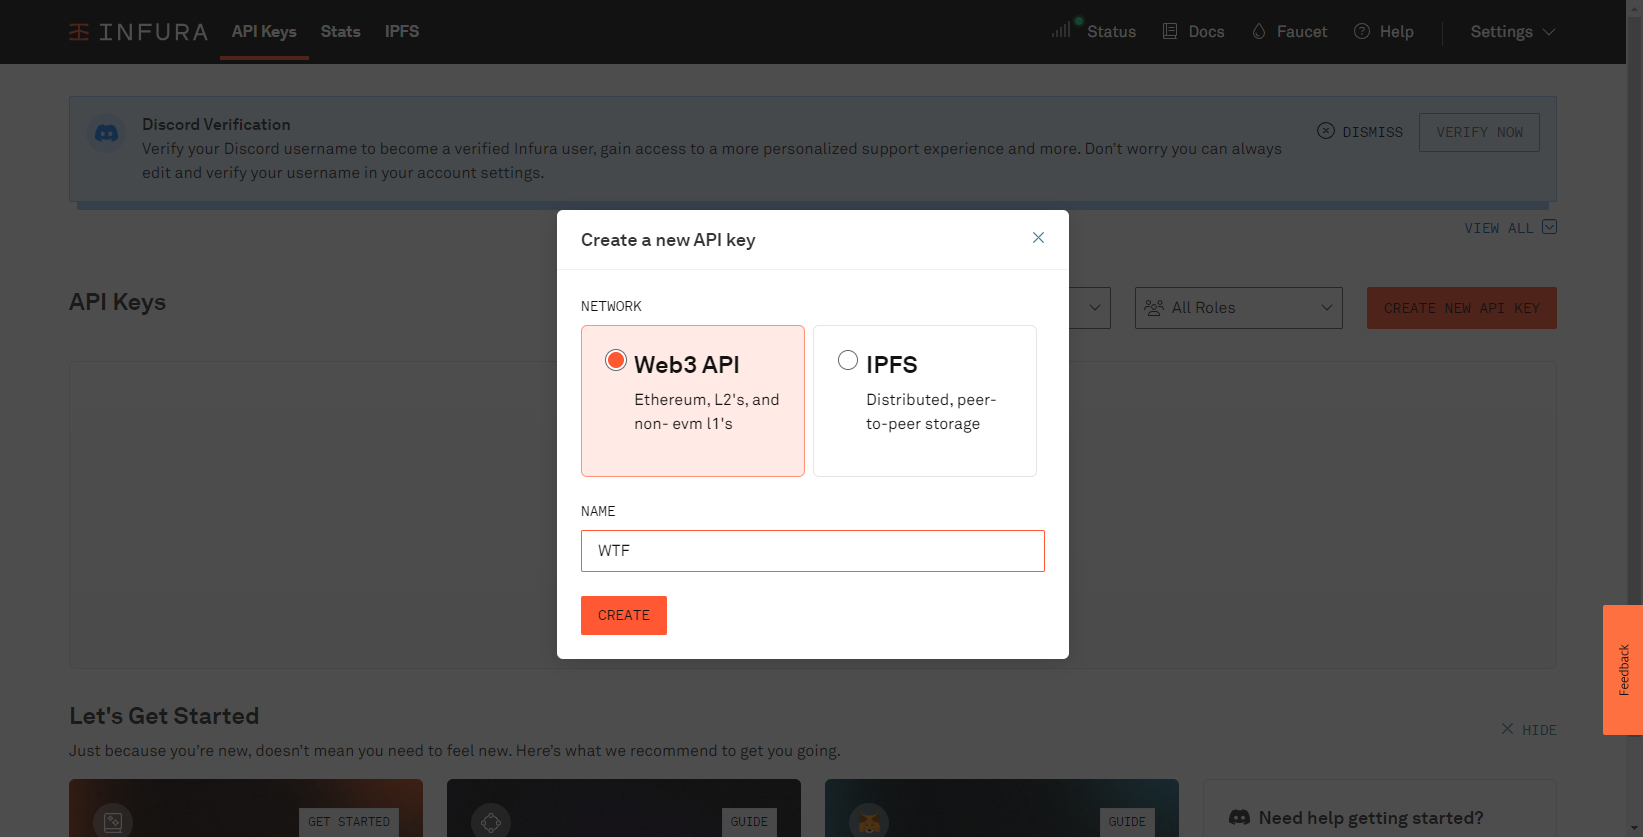 INFURA API Keys Stats IPFS Status Docs Faucet Help Settings
Discord Verification
Verify your Discord username to become a verified Infura user, gain access to a more personalized support experience and more. Don't worry you can always
edit and verify your username in your account settings.
DISMISS VERIFY NOW
VIEW ALL
API Keys
All Roles
CREATE NEW API KEY
Create a new API key
NETWORK
Web3 API
Ethereum, L2's, and
non- evm l1's
IPFS
Distributed, peer-
to-peer storage
NAME
WTF
CREATE
Feedback
Let's Get Started
HIDE
Just because you're new, doesn't mean you need to feel new. Here's what we recommend to get you going.
GET STARTED
GUIDE
GUIDE
Need help getting started?